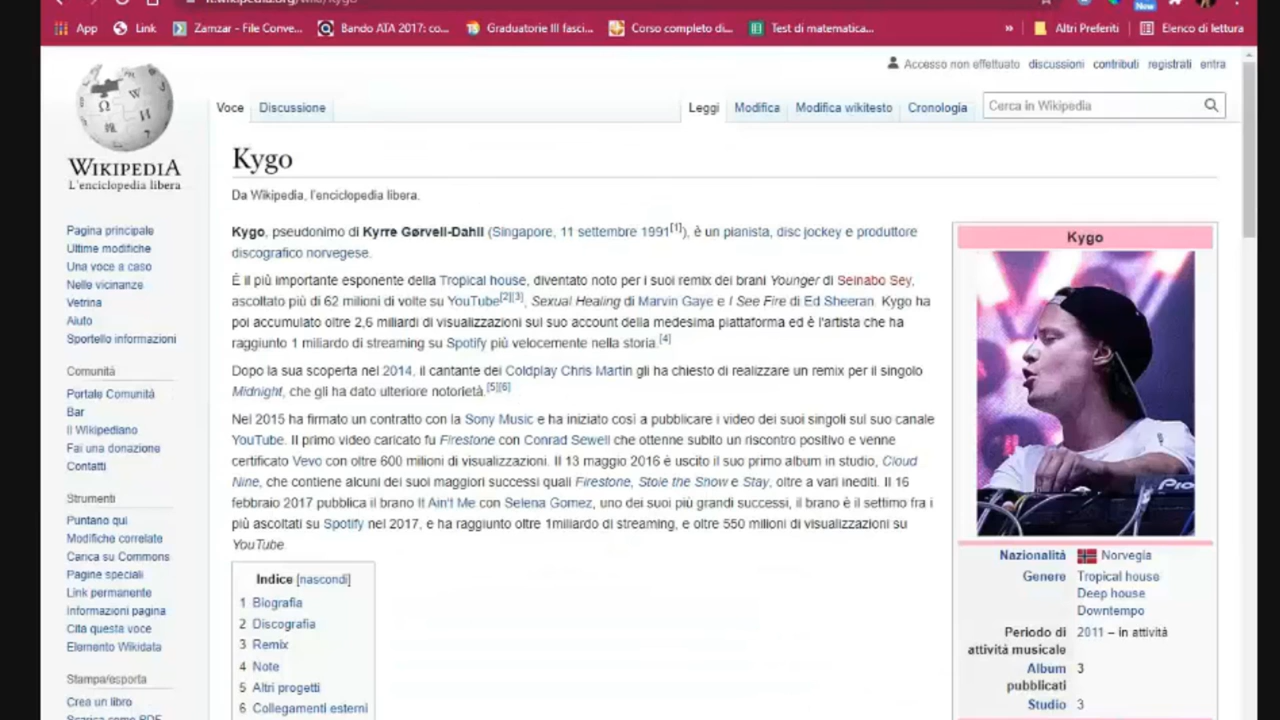 App Link Zamzar - File Conve... Bando ATA 2017: co... Graduatorie III fasci... Corso completo di... Test di matematica... » Altri Preferiti Elenco di lettura
New
Accesso non effettuato discussioni contributi registrati entra
Voce Discussione Leggi Modifica Modifica wikitesto Cronologia Cerca in Wikipedia
WIKIPEDIA
L'enciclopedia libera
Pagina principale
Ultime modifiche
Una voce a caso
Nelle vicinanze
Vetrina
Aiuto
Sportello informazioni
Comunità
Portale Comunità
Bar
Il Wikipediano
Fai una donazione
Contatti
Strumenti
Puntano qui
Modifiche correlate
Carica su Commons
Pagine speciali
Link permanente
Informazioni pagina
Cita questa voce
Elemento Wikidata
Stampa/esporta
Crea un libro
Scarica come PDF
Kygo
Da Wikipedia, l'enciclopedia libera.
Kygo, pseudonimo di Kyrre Gørvell-Dahll (Singapore, 11 settembre 1991[1]), è un pianista, disc jockey e produttore
discografico norvegese.
È il più importante esponente della Tropical house, diventato noto per i suoi remix dei brani Younger di Seinabo Sey,
ascoltato più di 62 milioni di volte su YouTube[2][3], Sexual Healing di Marvin Gaye e I See Fire di Ed Sheeran. Kygo ha
poi accumulato oltre 2,6 miliardi di visualizzazioni sul suo account della medesima piattaforma ed è l'artista che ha
raggiunto 1 miliardo di streaming su Spotify più velocemente nella storia.[4]
Dopo la sua scoperta nel 2014, il cantante dei Coldplay Chris Martin gli ha chiesto di realizzare un remix per il singolo
Midnight, che gli ha dato ulteriore notorietà.[5][6]
Nel 2015 ha firmato un contratto con la Sony Music e ha iniziato così a pubblicare i video dei suoi singoli sul suo canale
YouTube. Il primo video caricato fu Firestone con Conrad Sewell che ottenne subito un riscontro positivo e venne
certificato Vevo con oltre 600 milioni di visualizzazioni. Il 13 maggio 2016 è uscito il suo primo album in studio, Cloud
Nine, che contiene alcuni dei suoi maggiori successi quali Firestone, Stole the Show e Stay, oltre a vari inediti. Il 16
febbraio 2017 pubblica il brano It Ain't Me con Selena Gomez, uno dei suoi più grandi successi, il brano è il settimo fra i
più ascoltati su Spotify nel 2017, e ha raggiunto oltre 1miliardo di streaming, e oltre 550 milioni di visualizzazioni su
YouTube
Indice [nascondi]
1 Biografia
2 Discografia
3 Remix
4 Note
5 Altri progetti
6 Collegamenti esterni
Kygo
Nazionalità Norvegia
Genere Tropical house
Deep house
Downtempo
Periodo di 2011 – in attività
attività musicale
Album 3
pubblicati
Studio 3